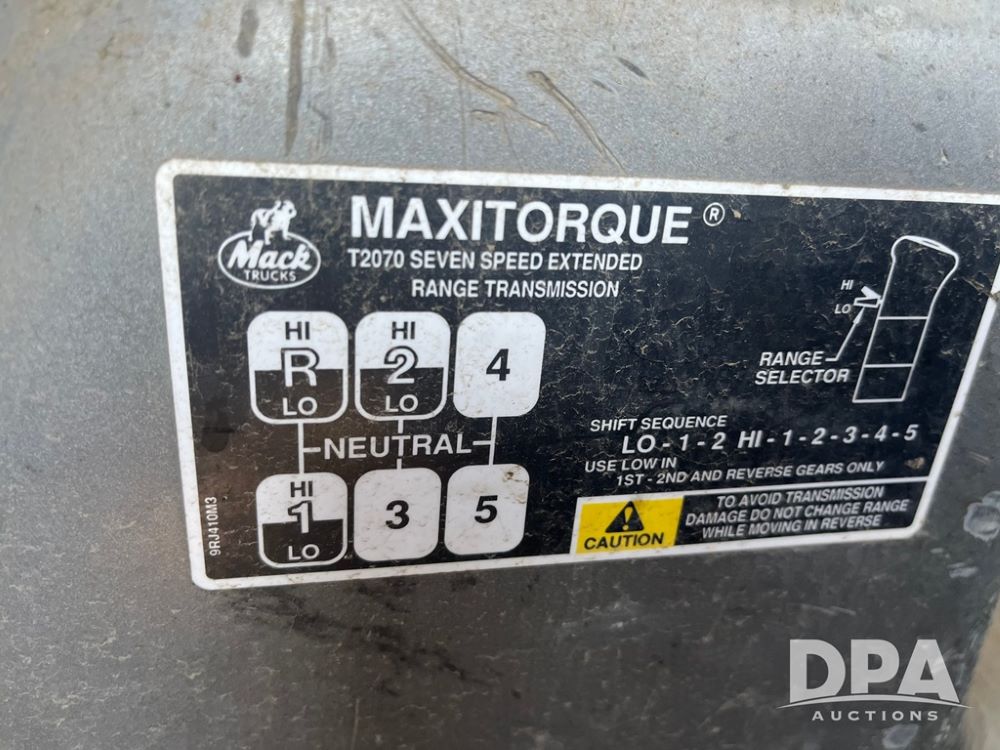 Mack
TRUCKS
MAXITORQUE ®
T2070 SEVEN SPEED EXTENDED
RANGE TRANSMISSION
HI
R
LO
HI
2
LO
4
NEUTRAL
HI
1
LO
3
5
9RJ410M3
HI
LO
RANGE
SELECTOR
SHIFT SEQUENCE
LO - 1 - 2 HI - 1 - 2 - 3 - 4 - 5
USE LOW IN
1ST - 2ND AND REVERSE GEARS ONLY
CAUTION
TO AVOID TRANSMISSION
DAMAGE DO NOT CHANGE RANGE
WHILE MOVING IN REVERSE
DPA
AUCTIONS